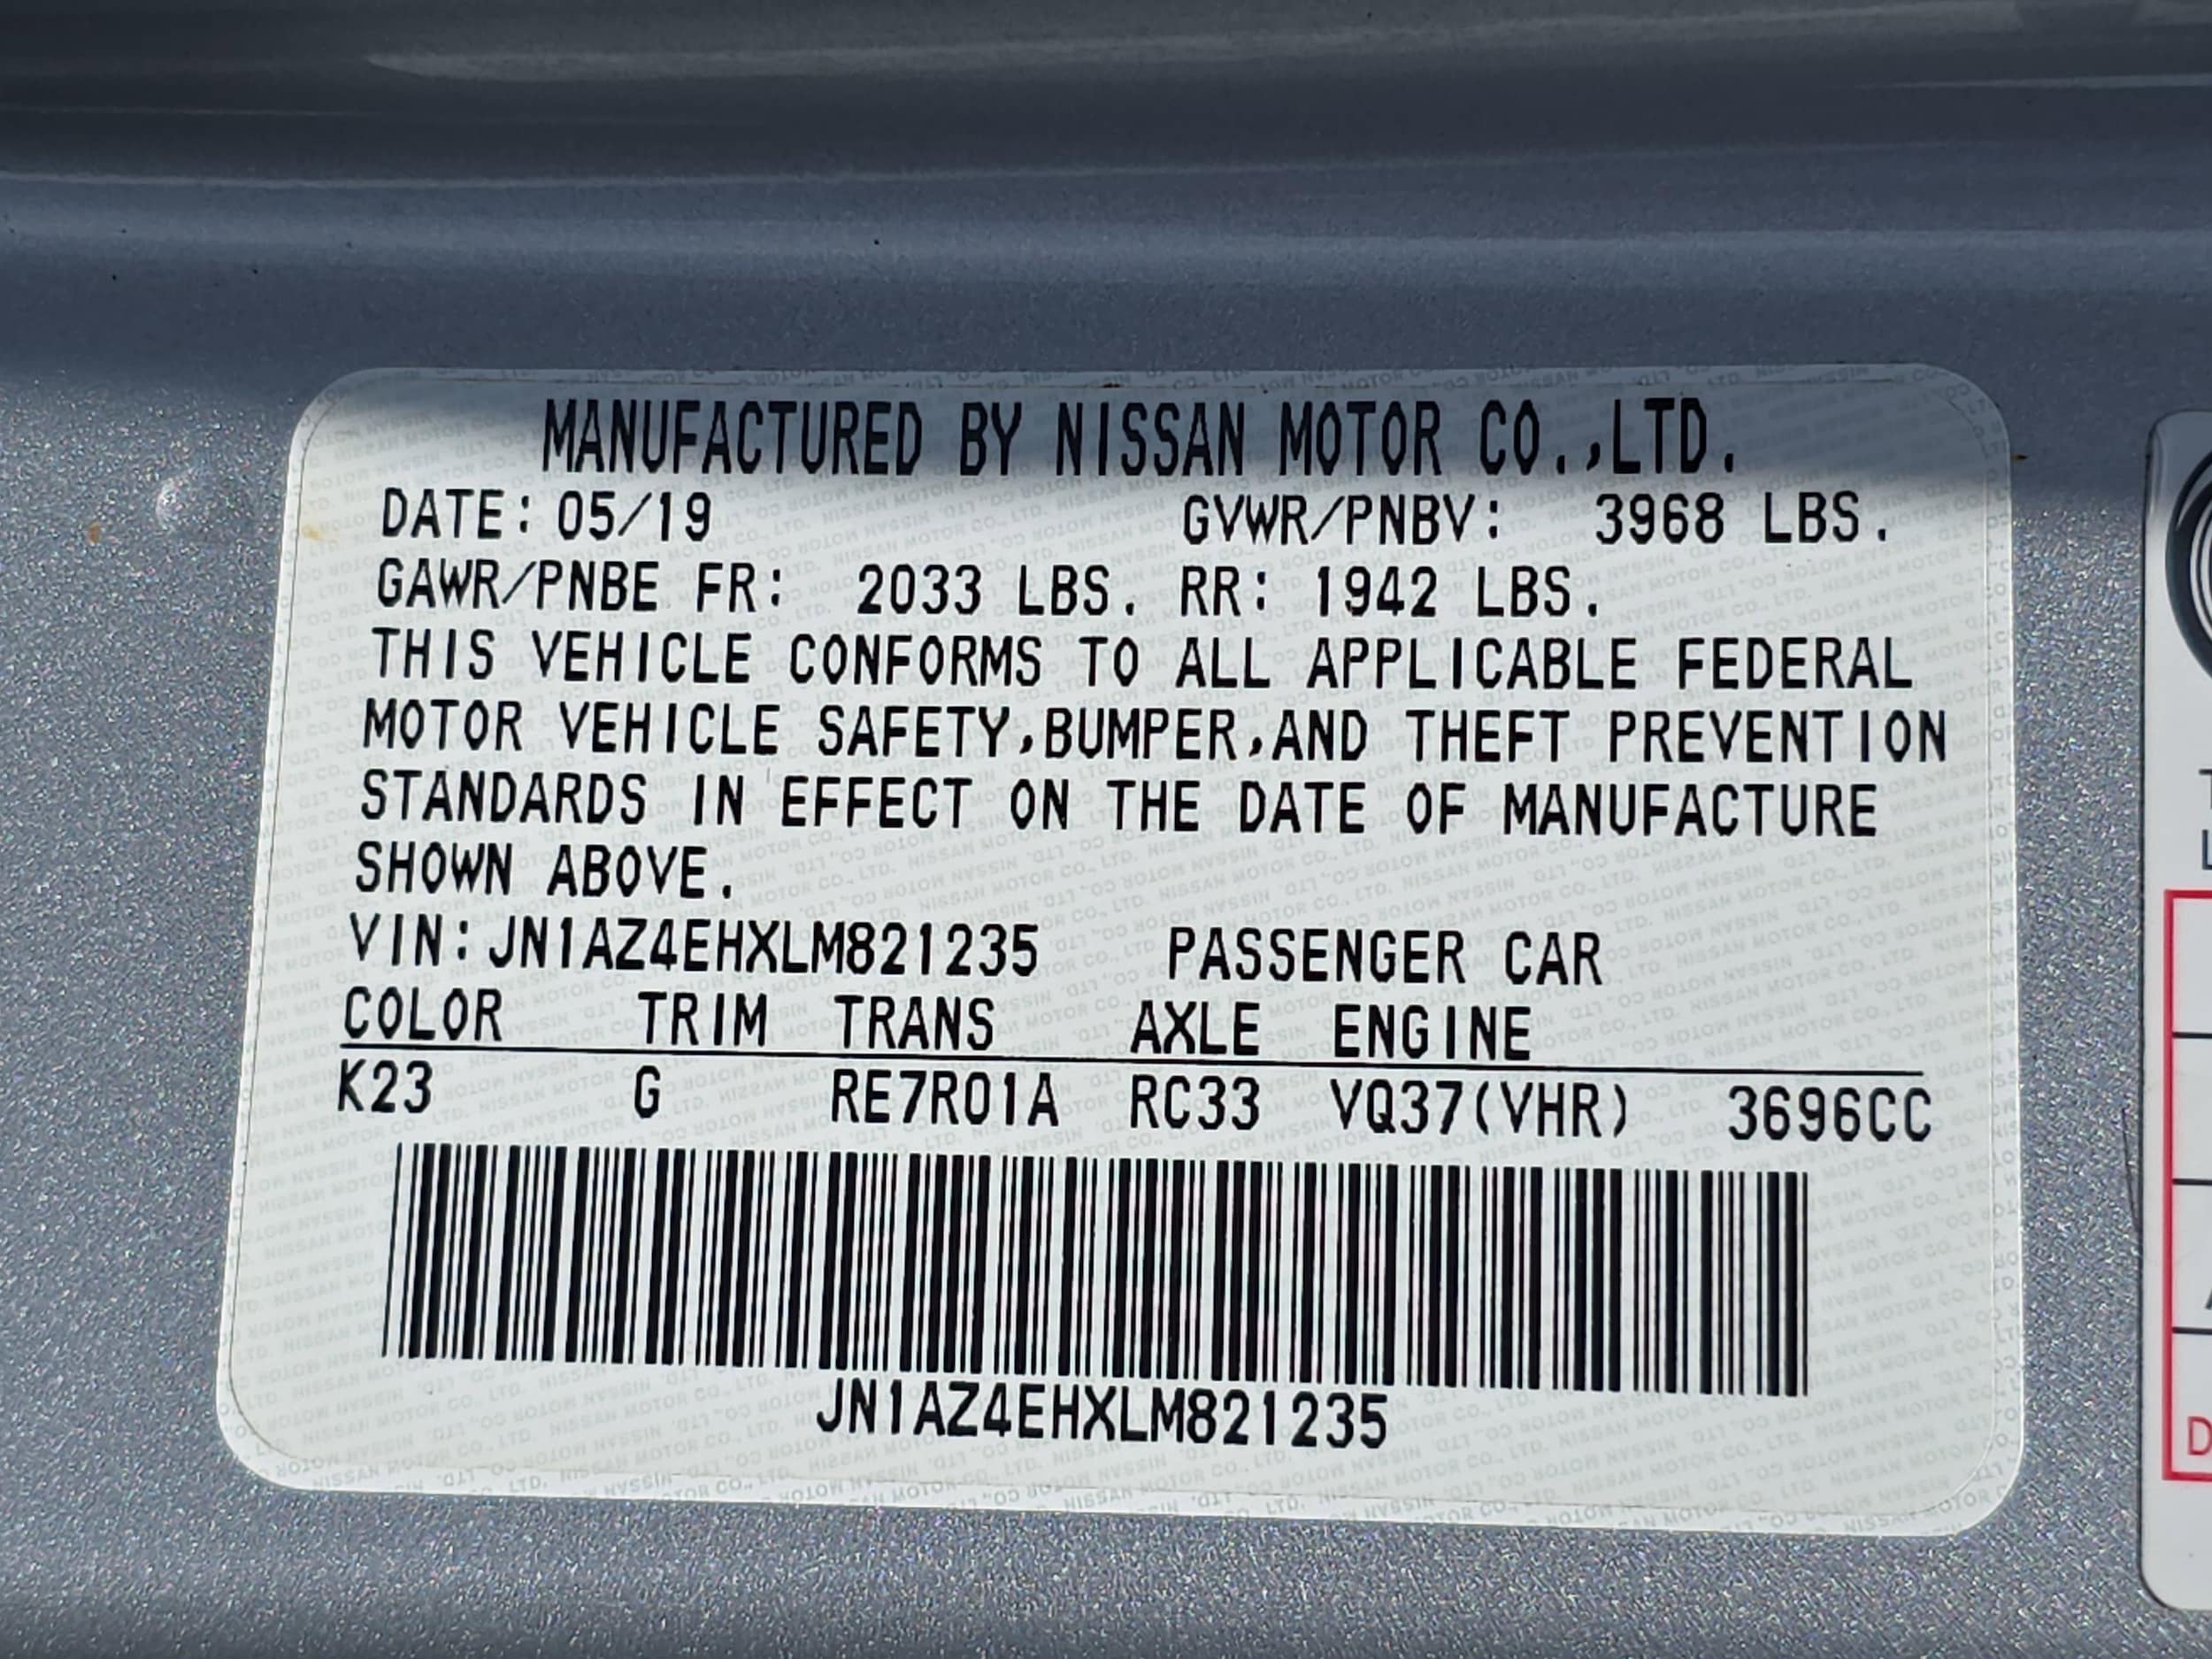 MANUFACTURED BY NISSAN MOTOR CO.,LTD.
DATE: 05/19 GVWR/PNBV: 3968 LBS.
GAWR/PNBE FR: 2033 LBS. RR: 1942 LBS.
THIS VEHICLE CONFORMS TO ALL APPLICABLE FEDERAL
MOTOR VEHICLE SAFETY,BUMPER,AND THEFT PREVENTION
STANDARDS IN EFFECT ON THE DATE OF MANUFACTURE
SHOWN ABOVE.
VIN:JN1AZ4EHXLM821235 PASSENGER CAR
COLOR TRIM TRANS AXLE ENGINE
K23 G RE7R01A RC33 VQ37(VHR) 3696CC
JN1AZ4EHXLM821235